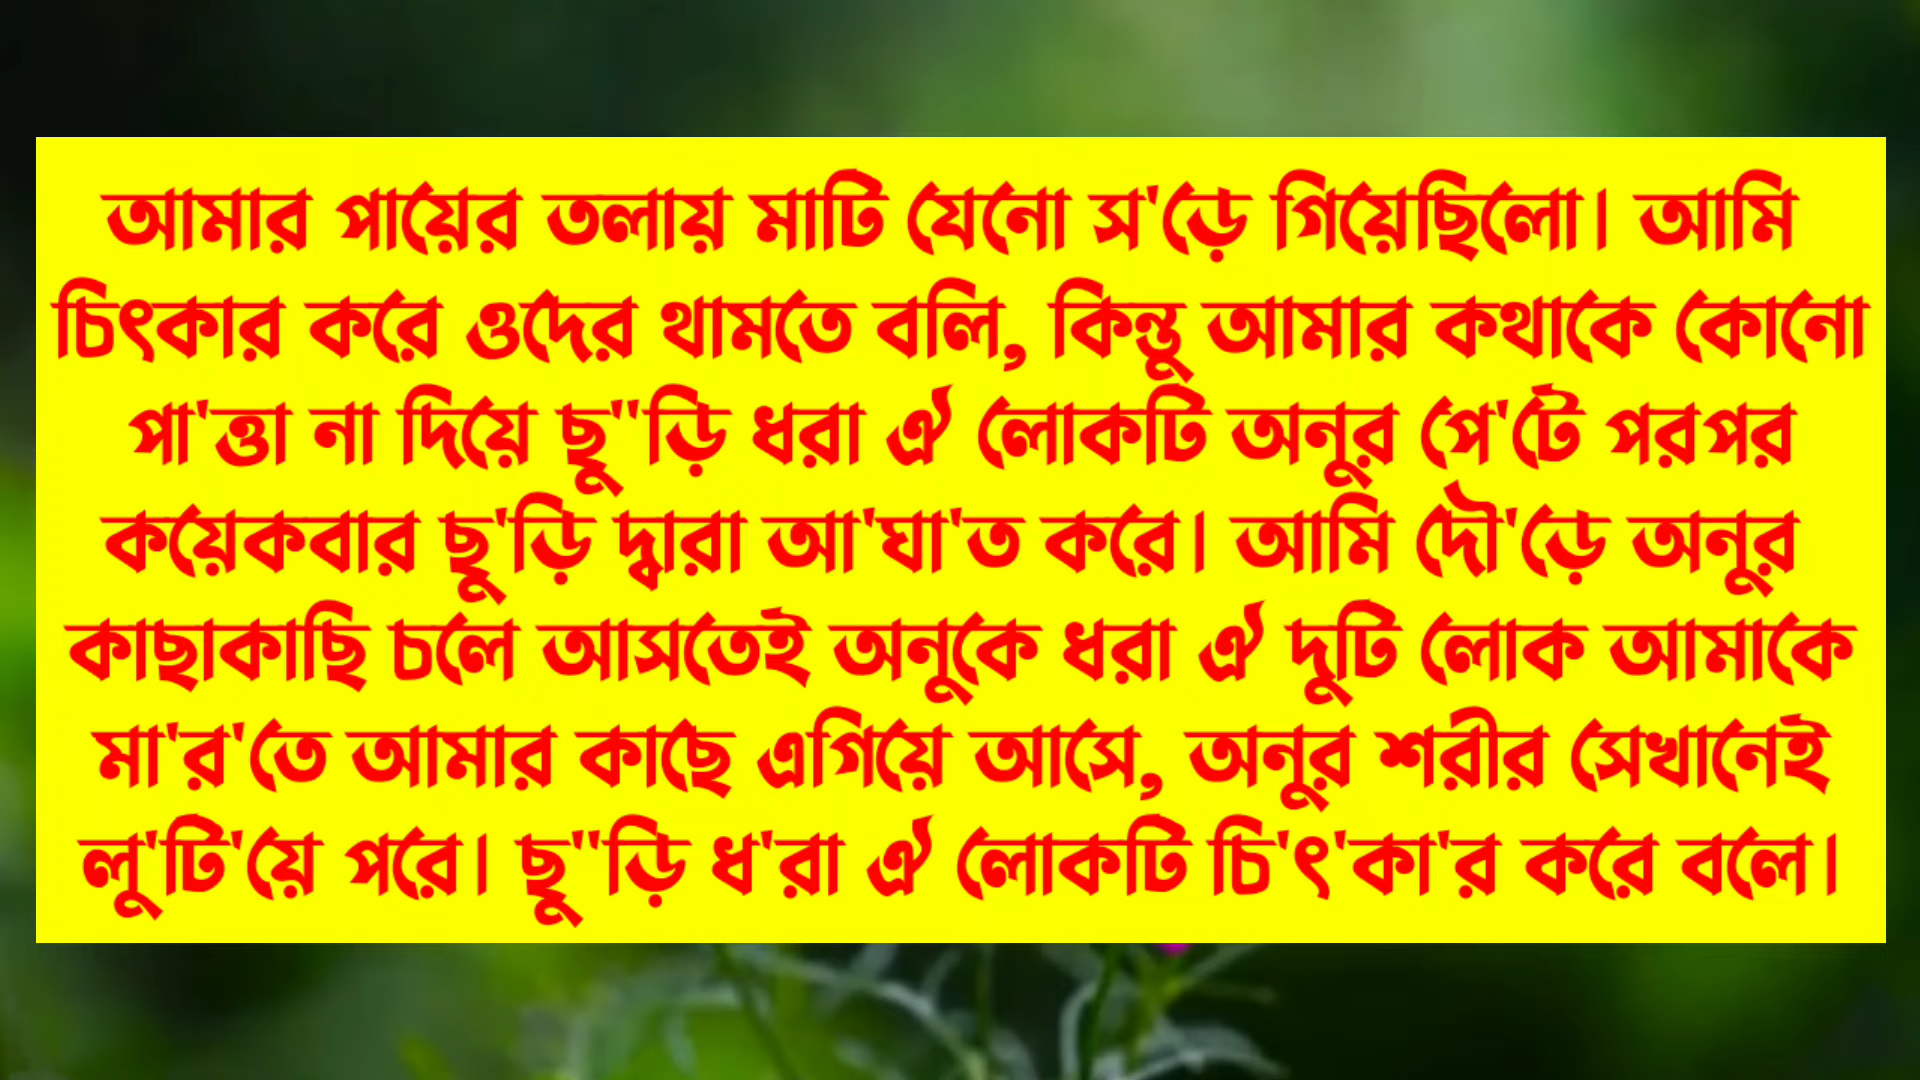 আমার পায়ের তলায় মাটি যেনো স'ড়ে গিয়েছিলো। আমি
চিৎকার করে ওদের থামতে বলি, কিন্তু আমার কথাকে কোনো
পা'ত্তা না দিয়ে ছু"ড়ি ধরা ঐ লোকটি অনুর পে'টে পরপর
কয়েকবার ছু'ড়ি দ্বারা আ'ঘা'ত করে। আমি দৌ'ড়ে অনুর
কাছাকাছি চলে আসতেই অনুকে ধরা ঐ দুটি লোক আমাকে
মা'র'তে আমার কাছে এগিয়ে আসে, অনুর শরীর সেখানেই
লু'টি'য়ে পরে। ছু"ড়ি ধ'রা ঐ লোকটি চি'ৎ'কা'র করে বলে।